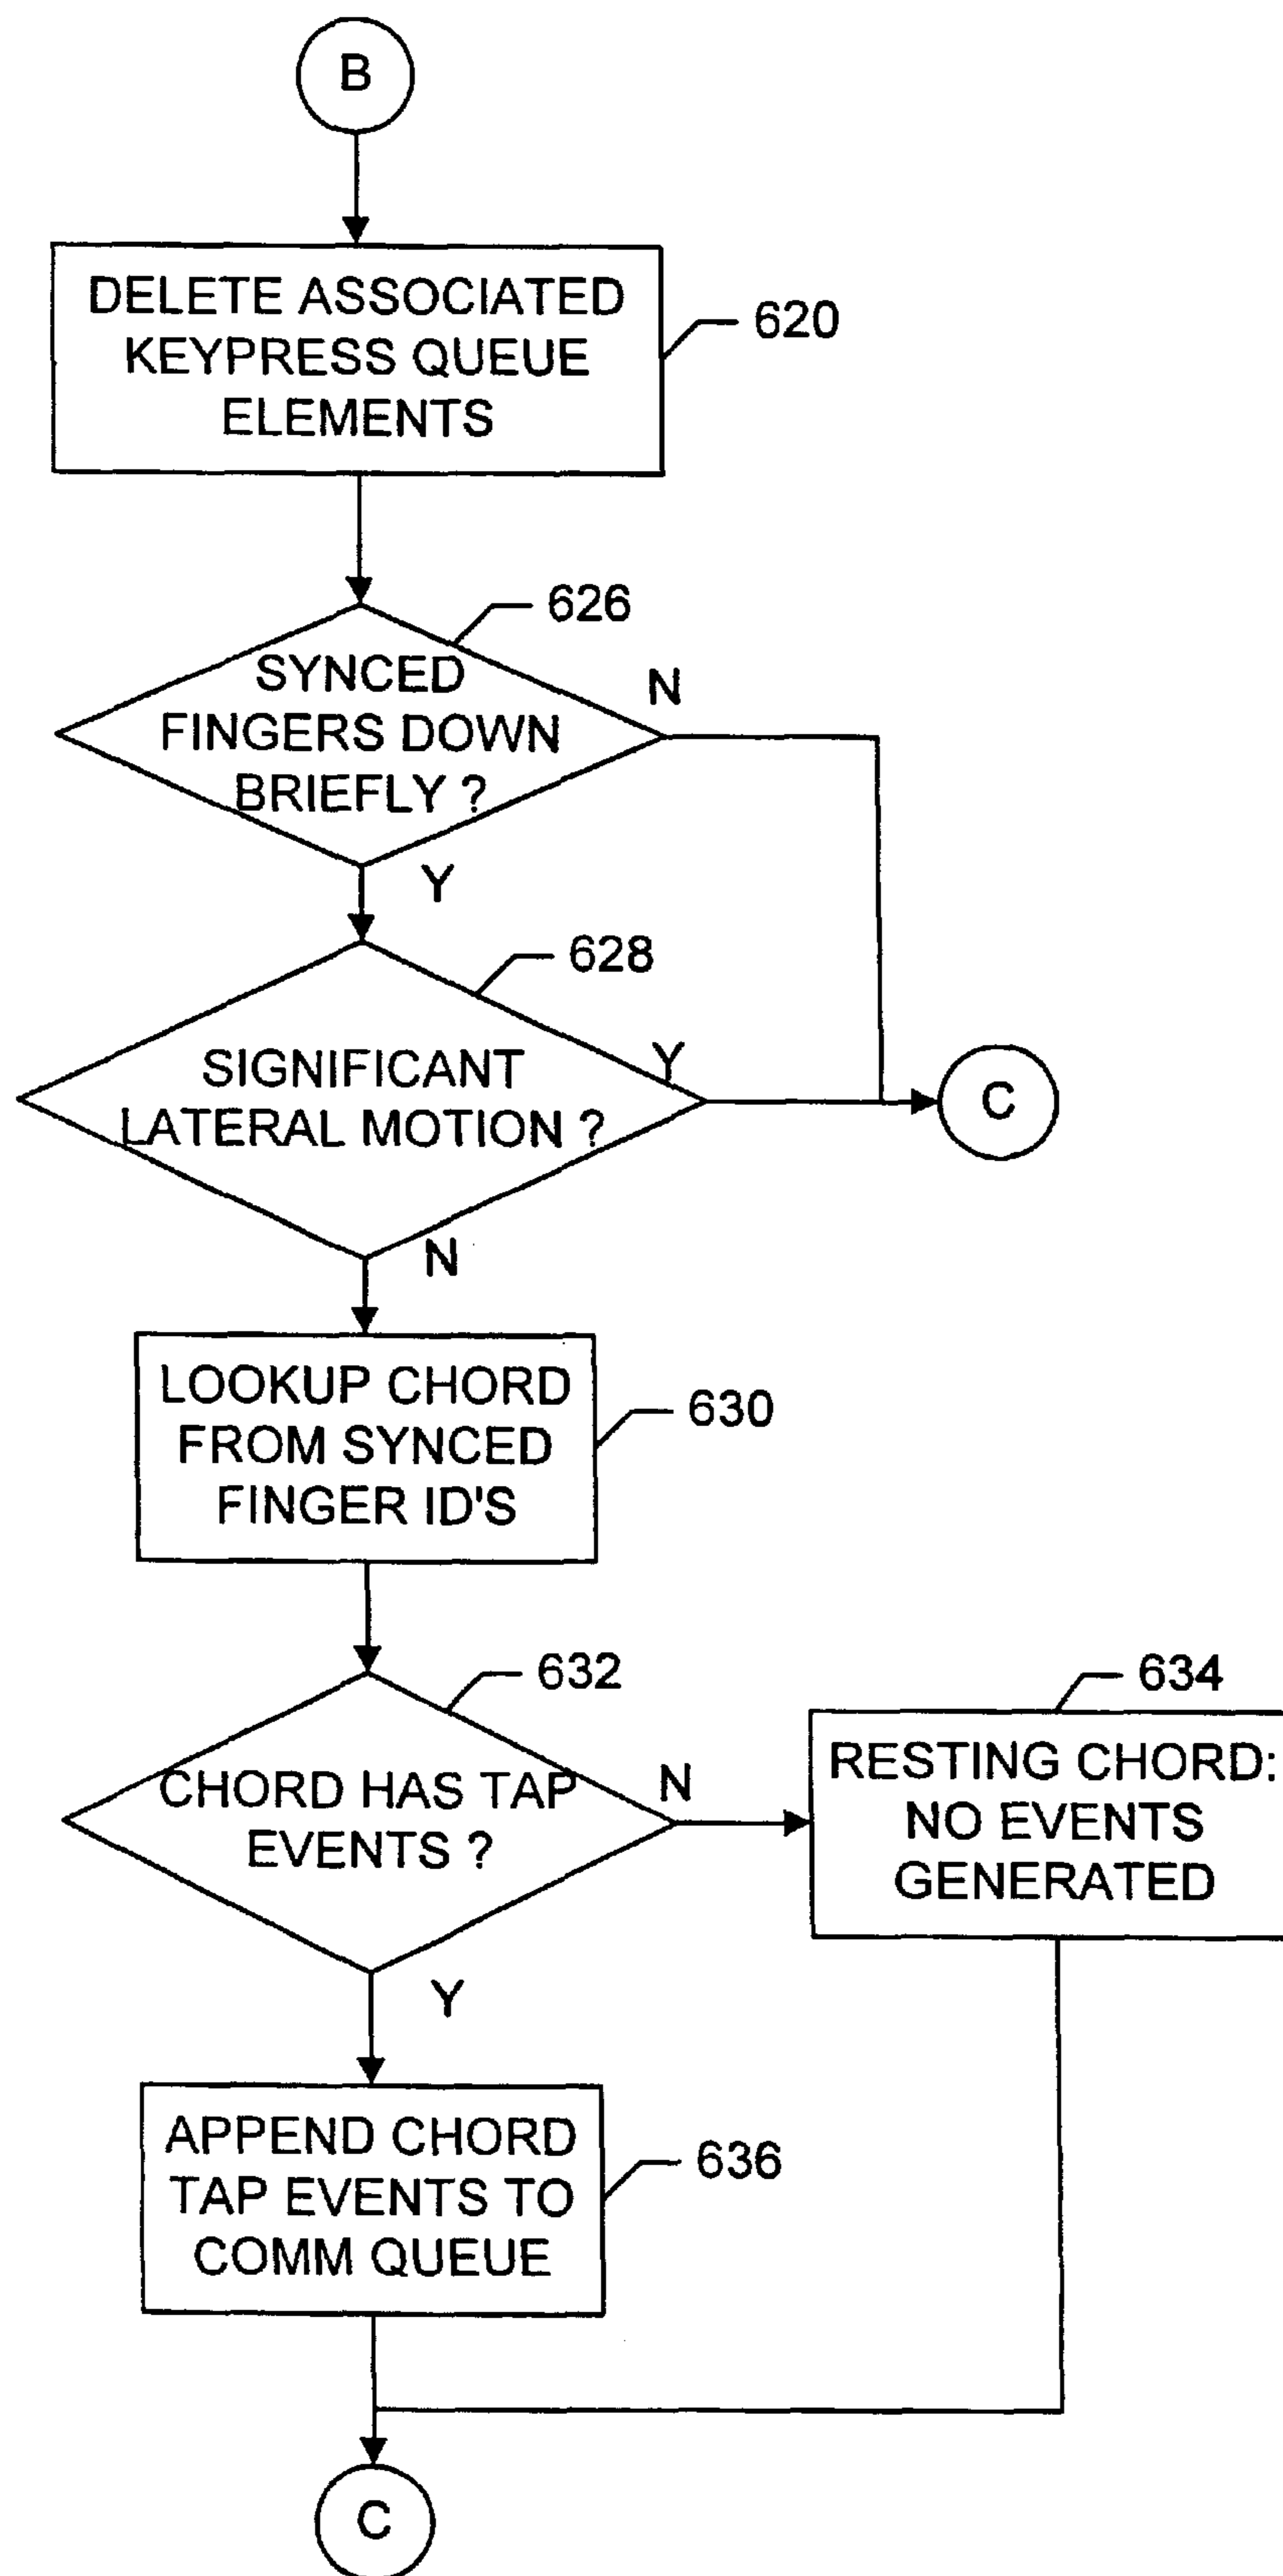 B
DELETE ASSOCIATED
KEYPRESS QUEUE
ELEMENTS
620
626
SYNCED
FINGERS DOWN
BRIEFLY ?
N
Y
628
SIGNIFICANT
LATERAL MOTION ?
Y
C
N
LOOKUP CHORD
FROM SYNCED
FINGER ID'S
630
632
CHORD HAS TAP
EVENTS ?
N
634
RESTING CHORD:
NO EVENTS
GENERATED
Y
APPEND CHORD
TAP EVENTS TO
COMM QUEUE
636
C